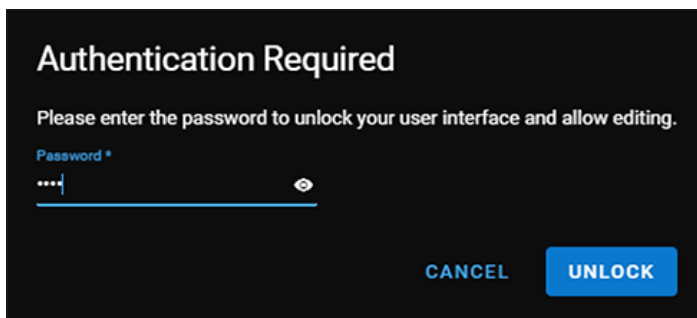 Authentication Required
Please enter the password to unlock your user interface and allow editing.
Password *
••••
CANCEL
UNLOCK